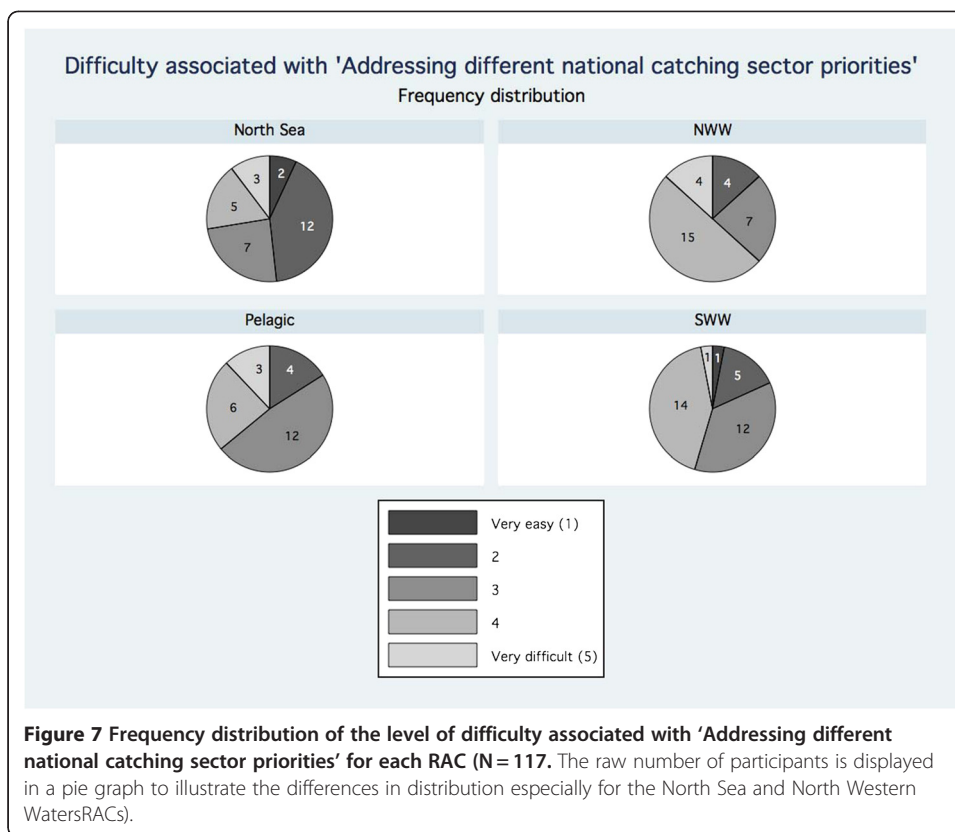 Difficulty associated with 'Addressing different national catching sector priorities'
Frequency distribution
North Sea
2
12
7
5
3
NWW
4
7
15
4
Pelagic
4
12
6
3
SWW
1
5
12
14
1
Very easy (1)
2
3
4
Very difficult (5)
Figure 7 Frequency distribution of the level of difficulty associated with ‘Addressing different
national catching sector priorities’ for each RAC (N = 117. The raw number of participants is displayed
in a pie graph to illustrate the differences in distribution especially for the North Sea and North Western
WatersRACs).